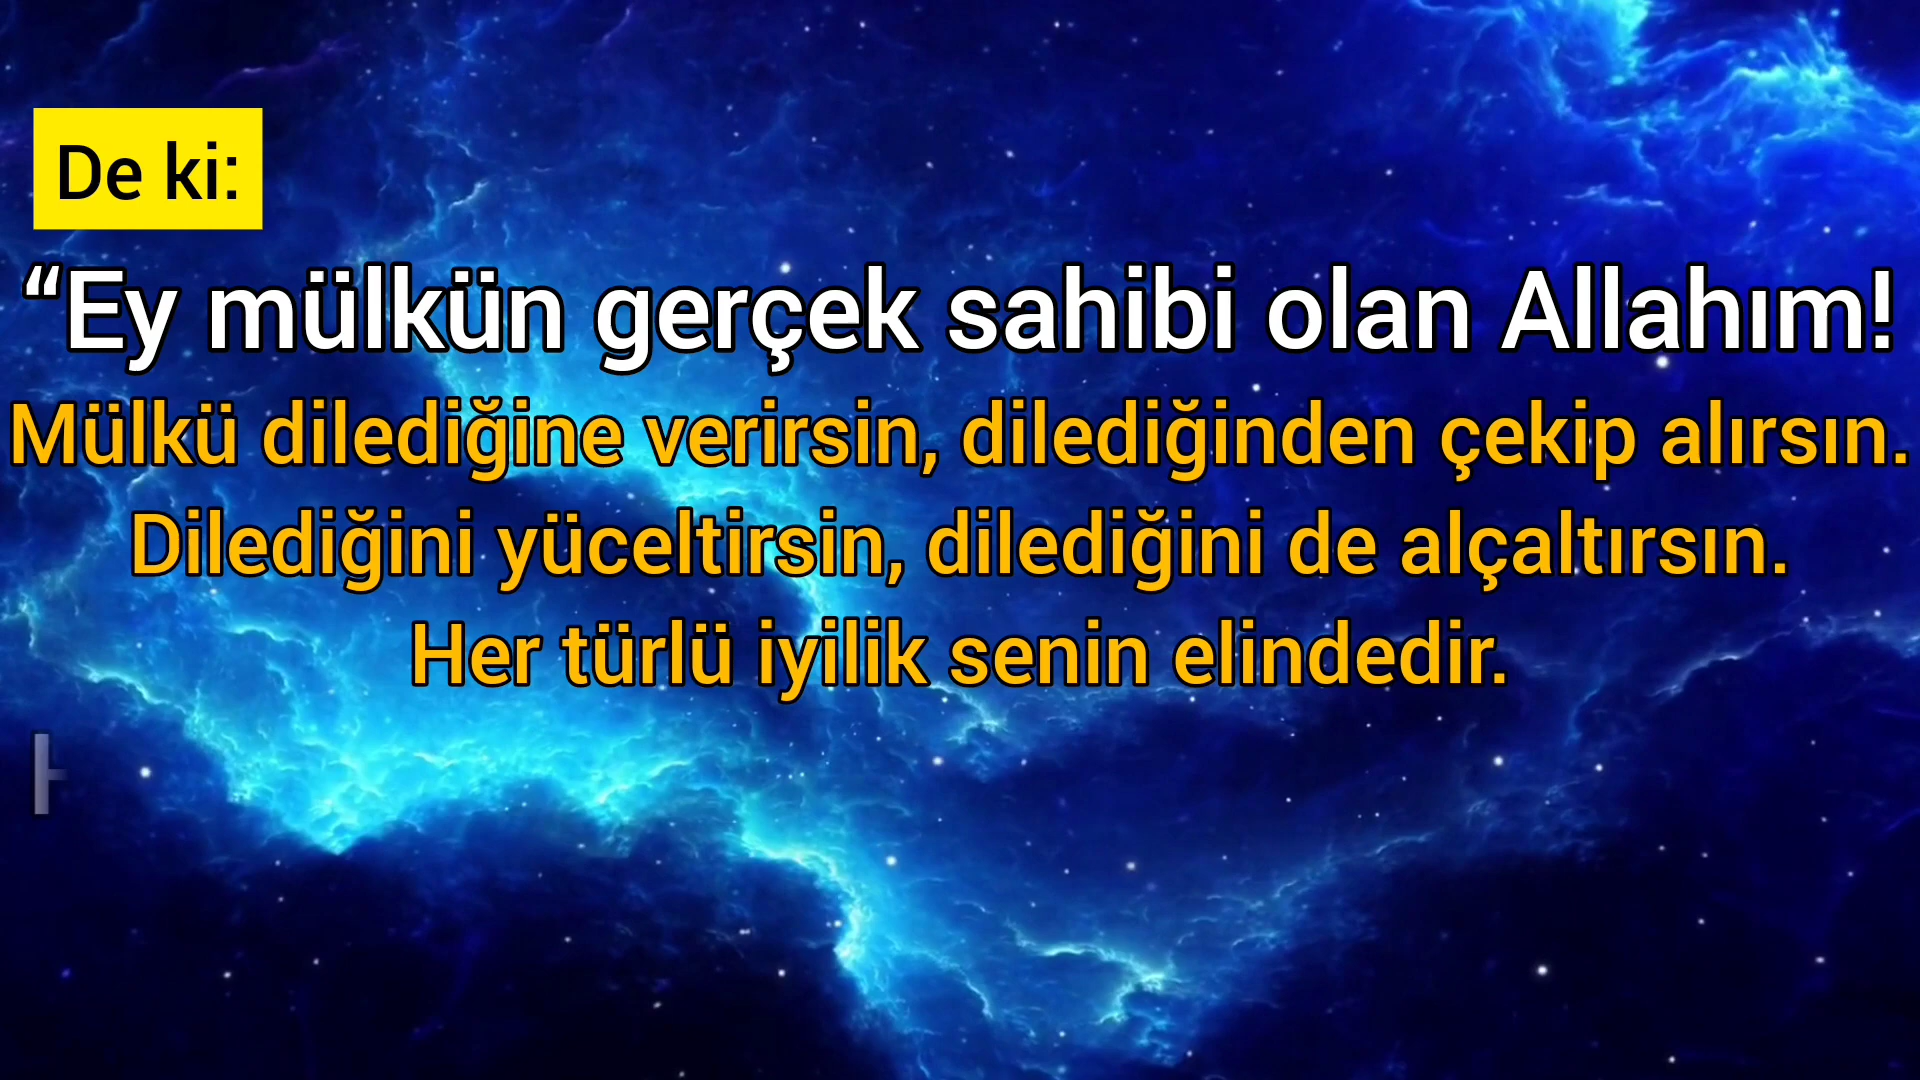 De ki:
“Ey mülkün gerçek sahibi olan Allahım!
Mülkü dilediğine verirsin, dilediğinden çekip alırsın.
Dilediğini yüceltirsin, dilediğini de alçaltırsın.
Her türlü iyilik senin elindedir.